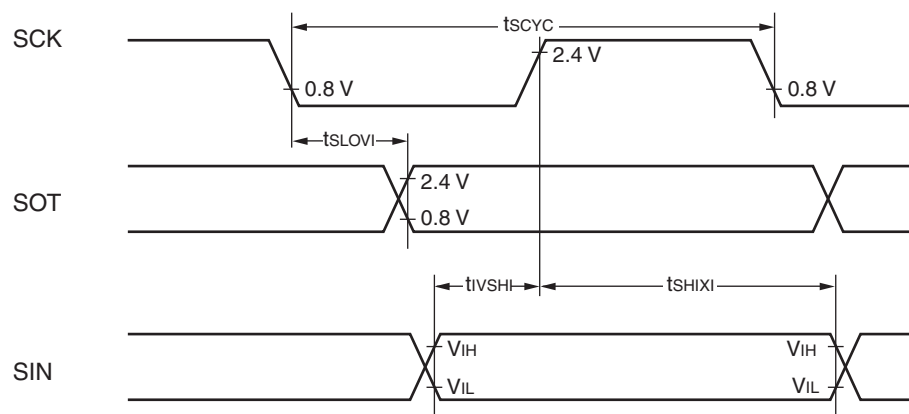 tSCYC
SCK
2.4 V
0.8 V
0.8 V
tSLOVI
2.4 V
SOT
0.8 V
tIVSHI
tSHIXI
VIH
VIH
SIN
VIL
VIL